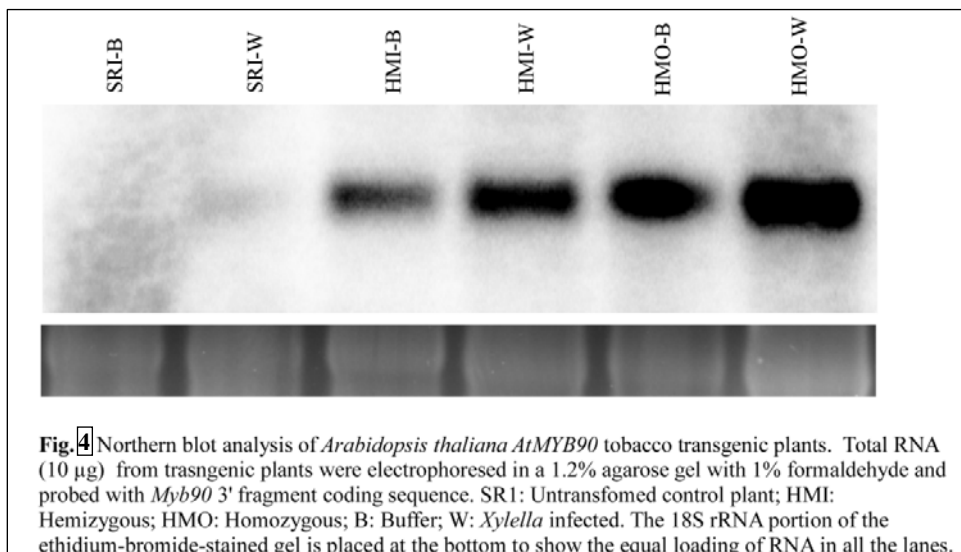 SRI-B
SRI-W
HMI-B
HMI-W
HMO-B
HMO-W
Fig. 4 Northern blot analysis of Arabidopsis thaliana AtMYB90 tobacco transgenic plants. Total RNA
(10 µg) from trasngenic plants were electrophoresed in a 1.2% agarose gel with 1% formaldehyde and
probed with Myb90 3' fragment coding sequence. SR1: Untransfomed control plant; HMI:
Hemizygous; HMO: Homozygous; B: Buffer; W: Xylella infected. The 18S rRNA portion of the
ethidium-bromide-stained gel is placed at the bottom to show the equal loading of RNA in all the lanes.